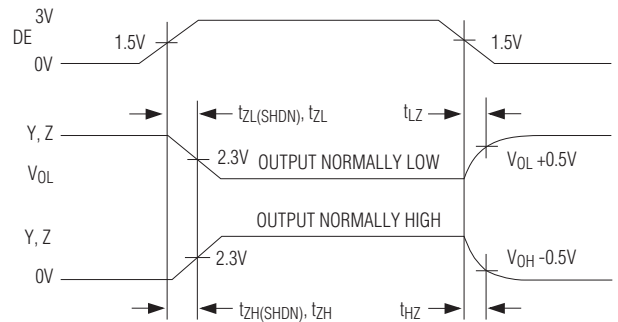 3V
DE
1.5V
1.5V
0V
tZL(SHDN), tZL
tLZ
Y, Z
2.3V
OUTPUT NORMALLY LOW
VOL +0.5V
VOL
OUTPUT NORMALLY HIGH
Y, Z
2.3V
VOH -0.5V
0V
tZH(SHDN), tZH
tHZ